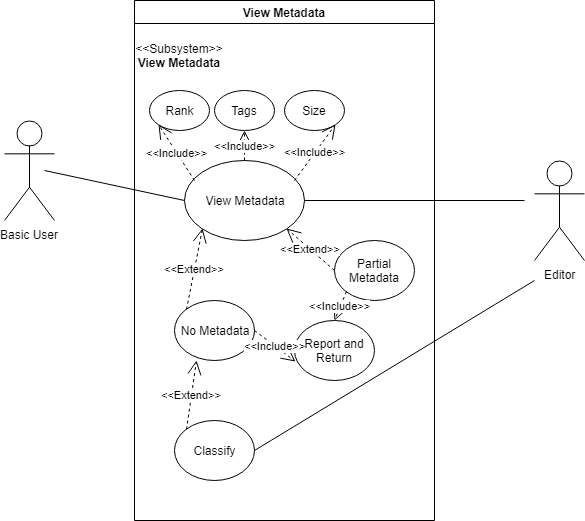 View Metadata
<<Subsystem>>
View Metadata
Rank
Tags
Size
<<Include>>
<<Include>>
<<Include>>
View Metadata
Basic User
Editor
<<Extend>>
Partial
Metadata
<<Extend>>
<<Include>>
No Metadata
<<Include>>
Report and
Return
<<Extend>>
Classify